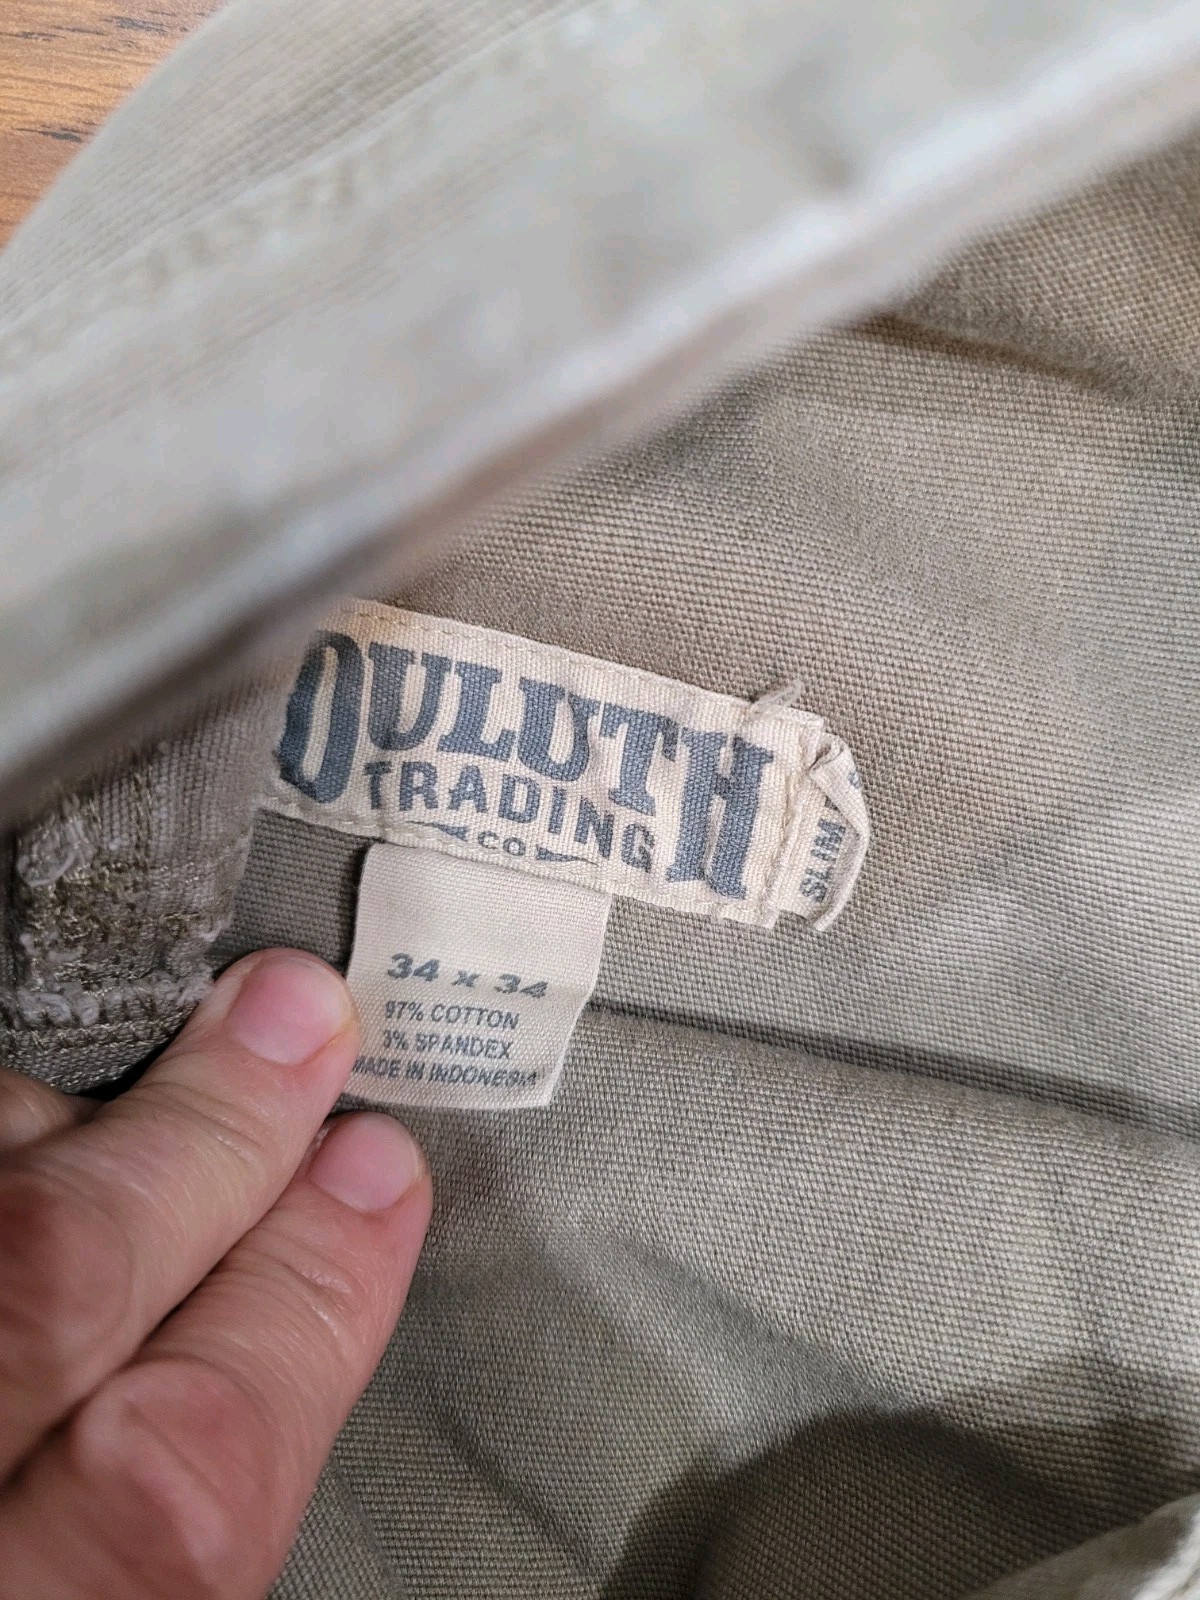 DULUTH
TRADING
CO
SLIM
34 x 34
97% COTTON
3% SPANDEX
MADE IN INDONESIA